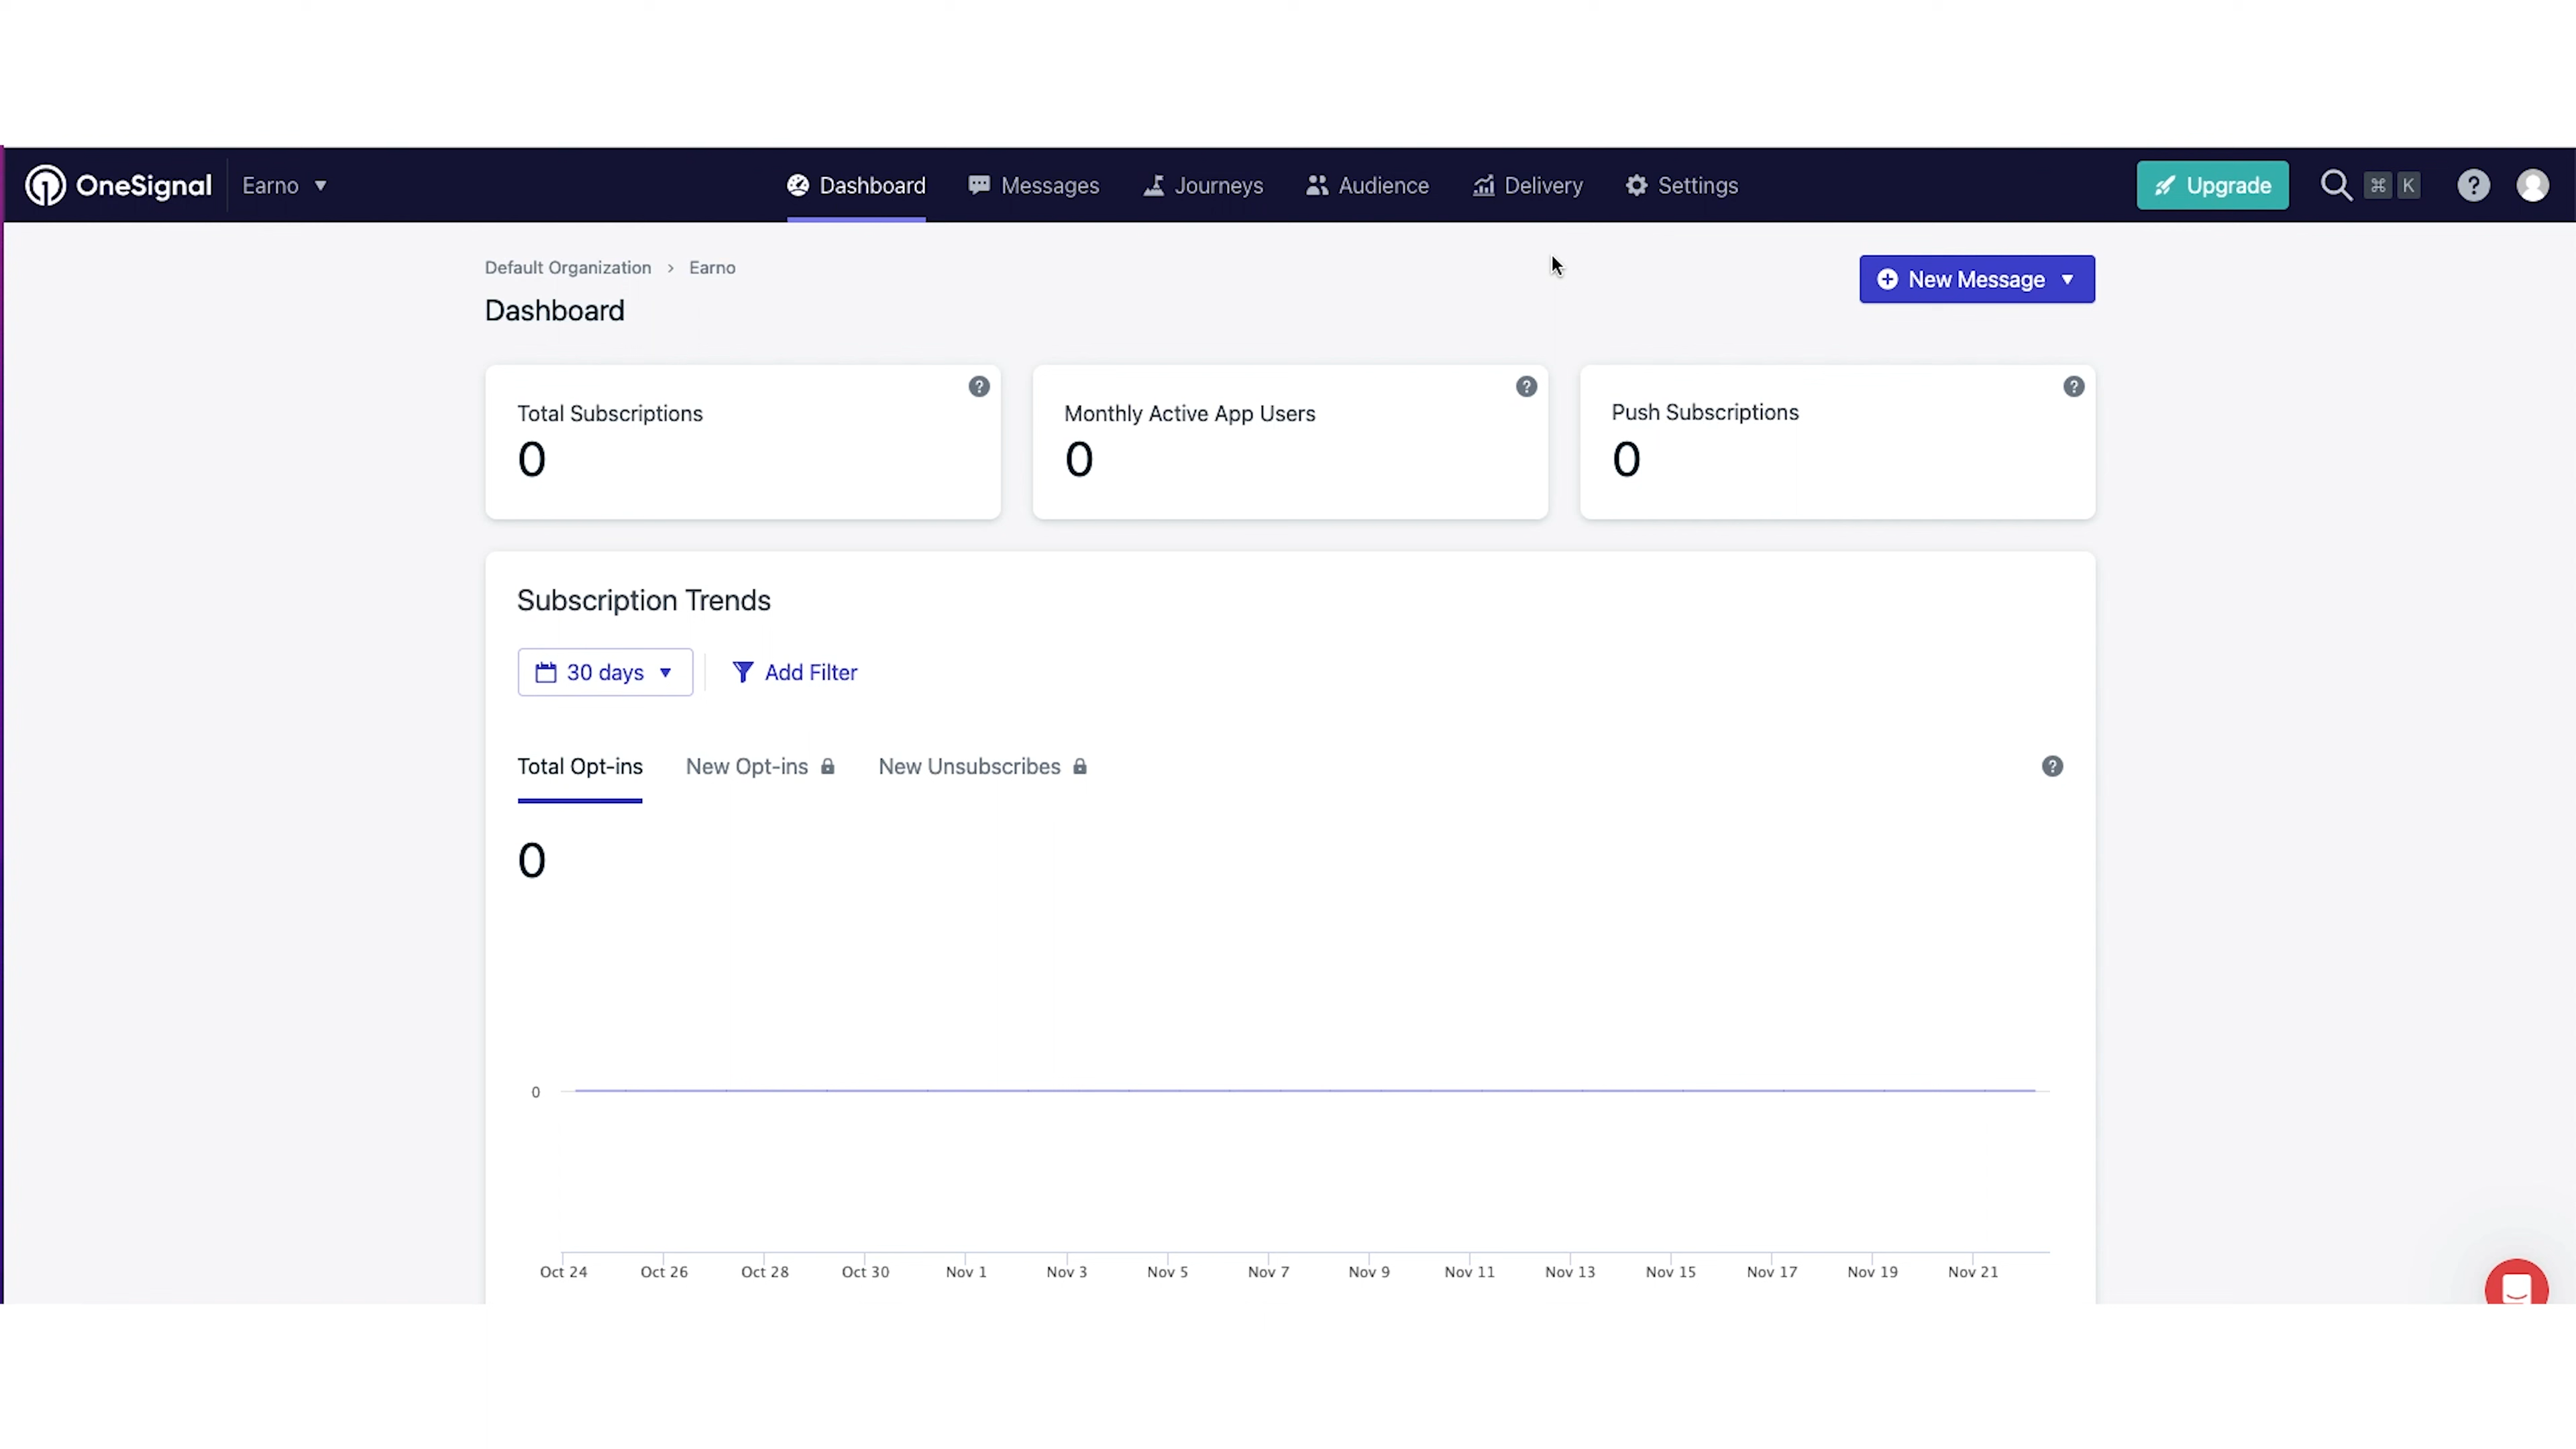 OneSignal Earno Dashboard Messages Journeys Audience Delivery Settings Upgrade ⌘ K ?
Default Organization > Earno
New Message
Dashboard
Total Subscriptions ?
0
Monthly Active App Users ?
0
Push Subscriptions ?
0
Subscription Trends
30 days Add Filter
Total Opt-ins New Opt-ins New Unsubscribes ?
0
0
Oct 24 Oct 26 Oct 28 Oct 30 Nov 1 Nov 3 Nov 5 Nov 7 Nov 9 Nov 11 Nov 13 Nov 15 Nov 17 Nov 19 Nov 21